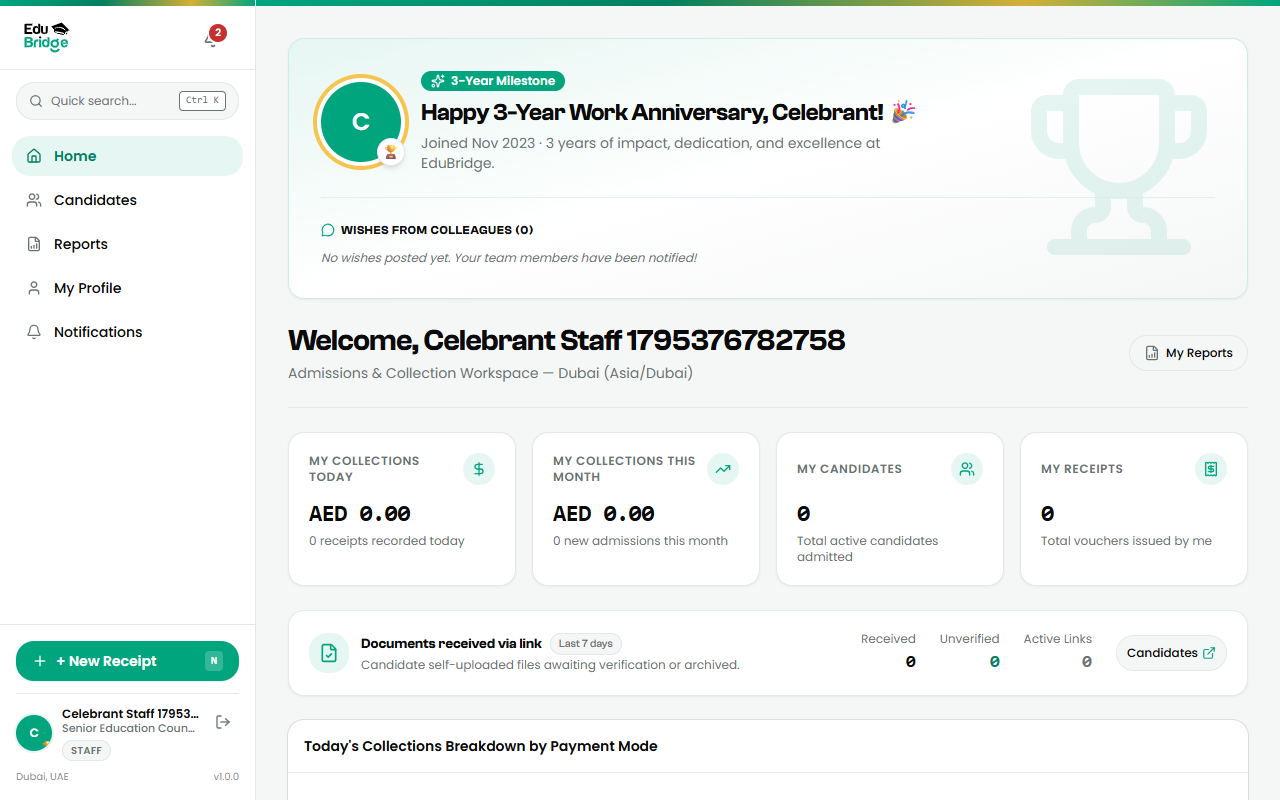 Edu
Bridge
2
Quick search...
Ctrl K
Home
Candidates
Reports
My Profile
Notifications
+ New Receipt
N
C
Celebrant Staff 17953...
Senior Education Coun...
STAFF
Dubai, UAE
v1.0.0
C
3-Year Milestone
Happy 3-Year Work Anniversary, Celebrant! 🎉
Joined Nov 2023 · 3 years of impact, dedication, and excellence at
EduBridge.
WISHES FROM COLLEAGUES (0)
No wishes posted yet. Your team members have been notified!
Welcome, Celebrant Staff 1795376782758
Admissions & Collection Workspace — Dubai (Asia/Dubai)
My Reports
MY COLLECTIONS
TODAY
AED 0.00
0 receipts recorded today
MY COLLECTIONS THIS
MONTH
AED 0.00
0 new admissions this month
MY CANDIDATES
0
Total active candidates
admitted
MY RECEIPTS
0
Total vouchers issued by me
Documents received via link
Last 7 days
Candidate self-uploaded files awaiting verification or archived.
Received
0
Unverified
0
Active Links
0
Candidates
Today's Collections Breakdown by Payment Mode